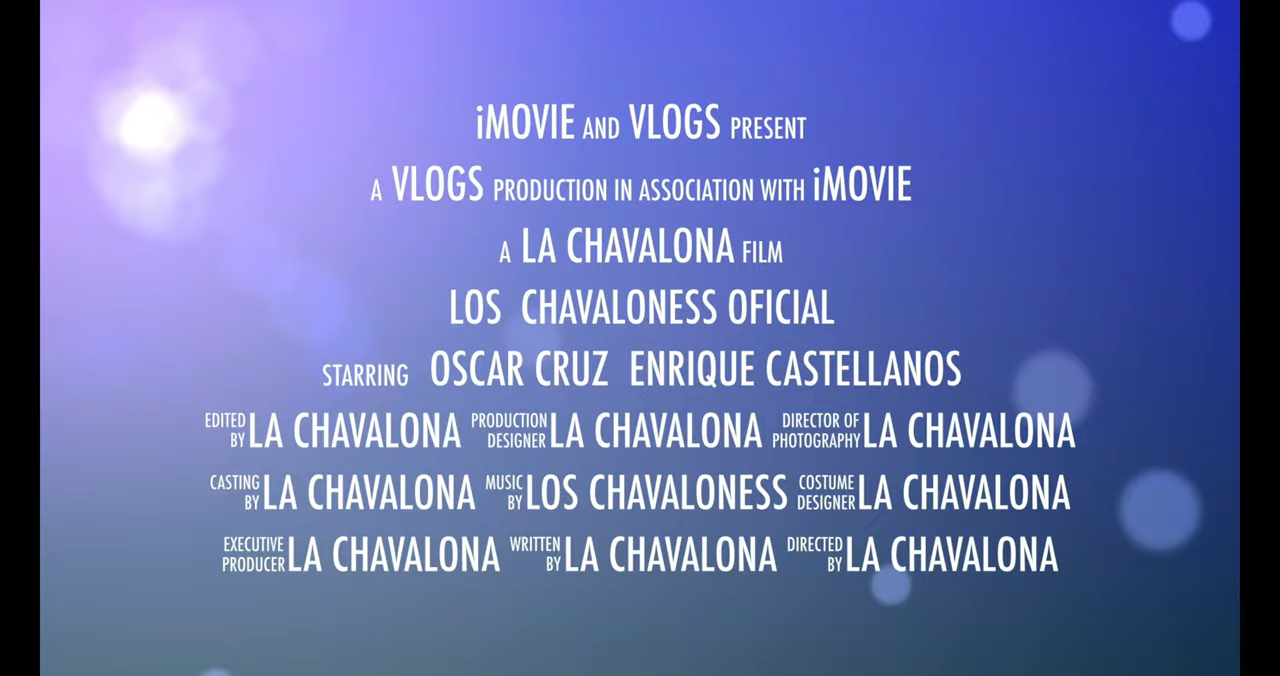 iMOVIE AND VLOGS PRESENT
A VLOGS PRODUCTION IN ASSOCIATION WITH iMOVIE
A LA CHAVALONA FILM
LOS CHAVALONESS OFICIAL
STARRING OSCAR CRUZ ENRIQUE CASTELLANOS
EDITED BY LA CHAVALONA PRODUCTION DESIGNER LA CHAVALONA DIRECTOR OF PHOTOGRAPHY LA CHAVALONA
CASTING BY LA CHAVALONA MUSIC BY LOS CHAVALONESS COSTUME DESIGNER LA CHAVALONA
EXECUTIVE PRODUCER LA CHAVALONA WRITTEN BY LA CHAVALONA DIRECTED BY LA CHAVALONA